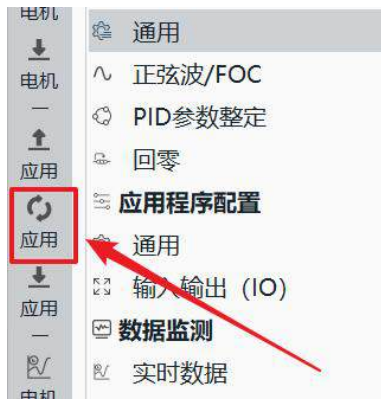 电机
电机
应用
应用
应用
电机
通用
正弦波/FOC
PID参数整定
回零
应用程序配置
通用
输入输出（IO）
数据监测
实时数据